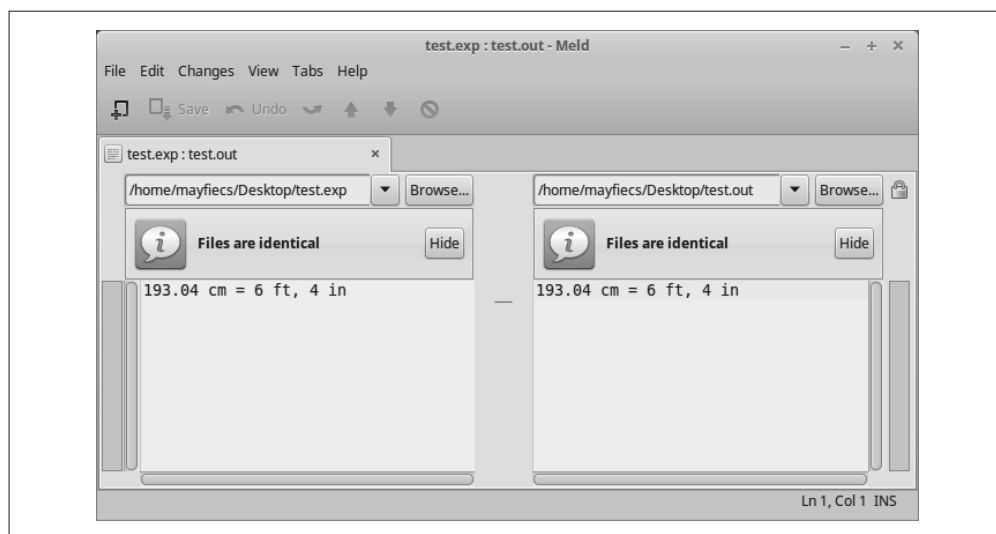 test.exp : test.out - Meld
File Edit Changes View Tabs Help
Save Undo
test.exp : test.out
/home/mayfiecs/Desktop/test.exp Browse... /home/mayfiecs/Desktop/test.out Browse...
Files are identical Hide Files are identical Hide
193.04 cm = 6 ft, 4 in 193.04 cm = 6 ft, 4 in
Ln 1, Col 1 INS